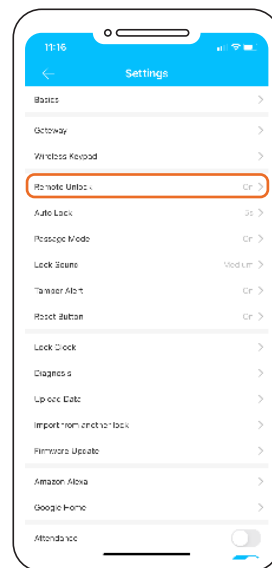 11:16
Settings
Basics
Gateway
Wireless Keypad
Remote Unlock On
Auto Lock 5s
Passage Mode On
Lock Sound Medium
Tamper Alert On
Reset Button On
Lock Clock
Diagnosis
Upload Data
Import from another lock
Firmware Update
Amazon Alexa
Google Home
Attendance